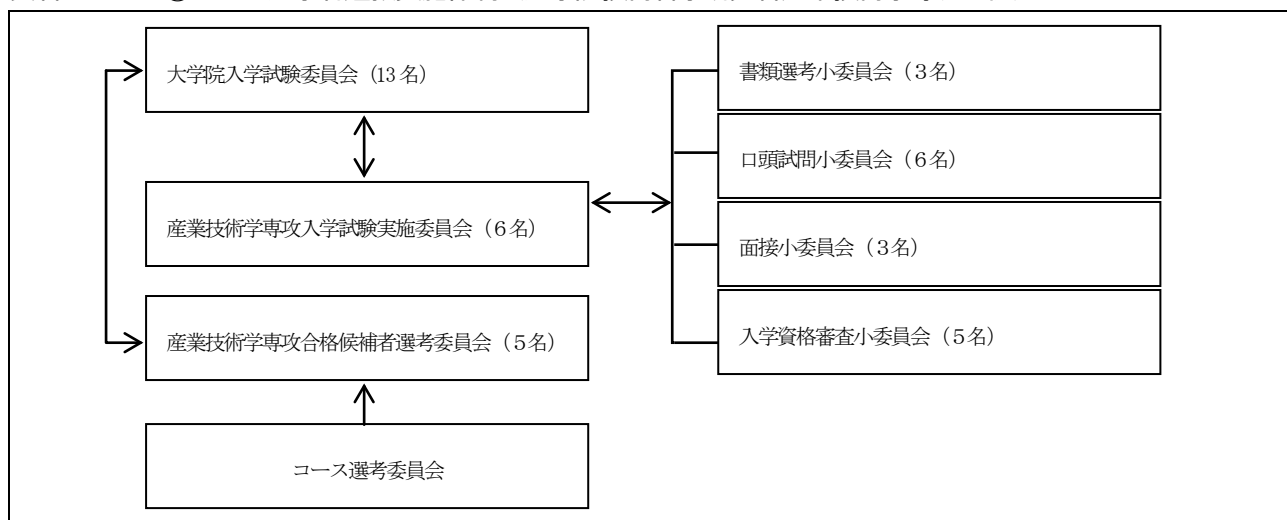 大学院入学試験委員会（13名）
産業技術学専攻入学試験実施委員会（６名）
産業技術学専攻合格候補者選考委員会（５名）
コース選考委員会
書類選考小委員会（３名）
口頭試問小委員会（６名）
面接小委員会（３名）
入学資格審査小委員会（５名）